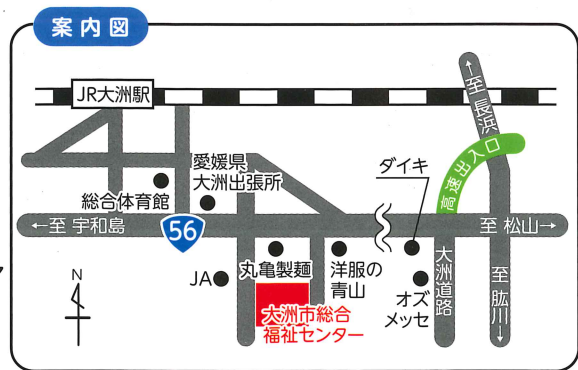 案内図
JR大洲駅
↑至 長浜
高速出入口
愛媛県
大洲出張所
ダイキ
総合体育館
←至 宇和島
56
至 松山→
丸亀製麺
洋服の
青山
大洲道路
至 肱川→
JA
オズ
メッセ
N
大洲市総合
福祉センター